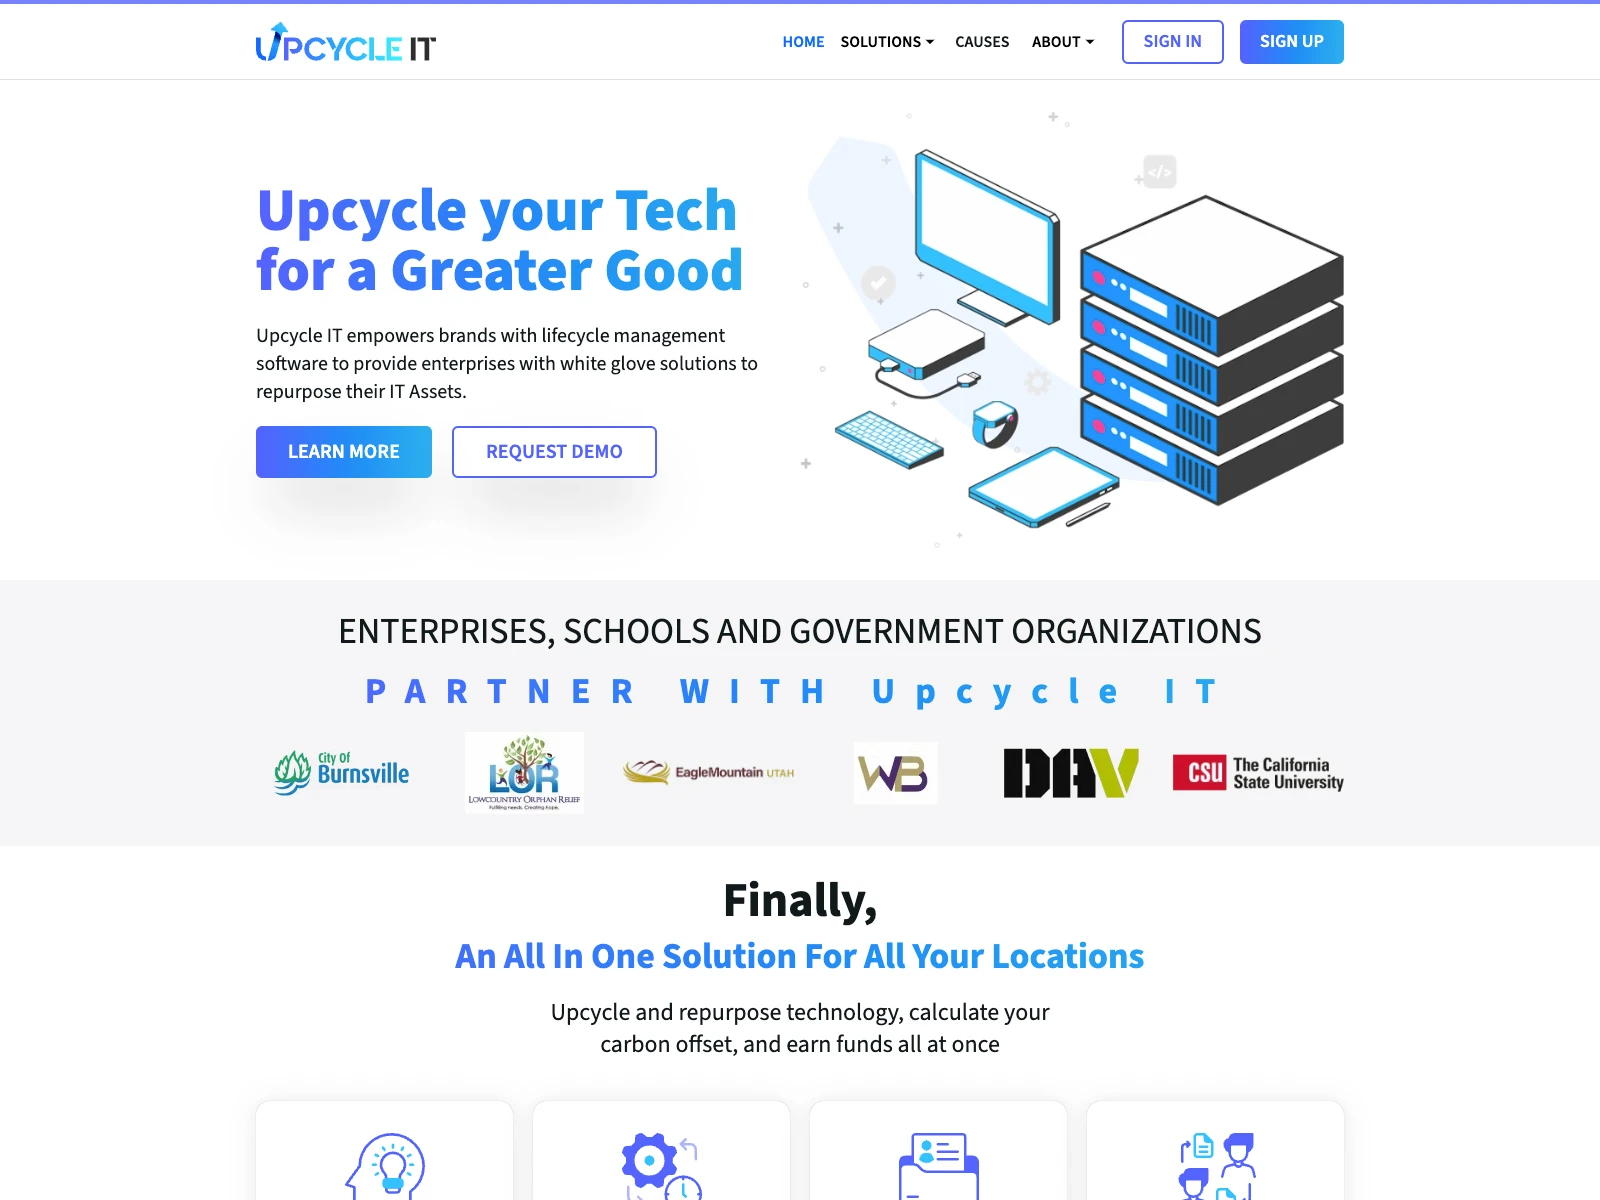 UPCYCLE IT
HOME
SOLUTIONS
CAUSES
ABOUT
SIGN IN
SIGN UP
Upcycle your Tech
for a Greater Good
Upcycle IT empowers brands with lifecycle management
software to provide enterprises with white glove solutions to
repurpose their IT Assets.
LEARN MORE
REQUEST DEMO
</>
ENTERPRISES, SCHOOLS AND GOVERNMENT ORGANIZATIONS
PARTNER WITH Upcycle IT
City Of
Burnsville
LOR
LOWCOUNTRY ORPHAN RELIEF
Fulfilling needs. Creating hope.
EagleMountain UTAH
WB
DAV
CSU
The California
State University
Finally,
An All In One Solution For All Your Locations
Upcycle and repurpose technology, calculate your
carbon offset, and earn funds all at once